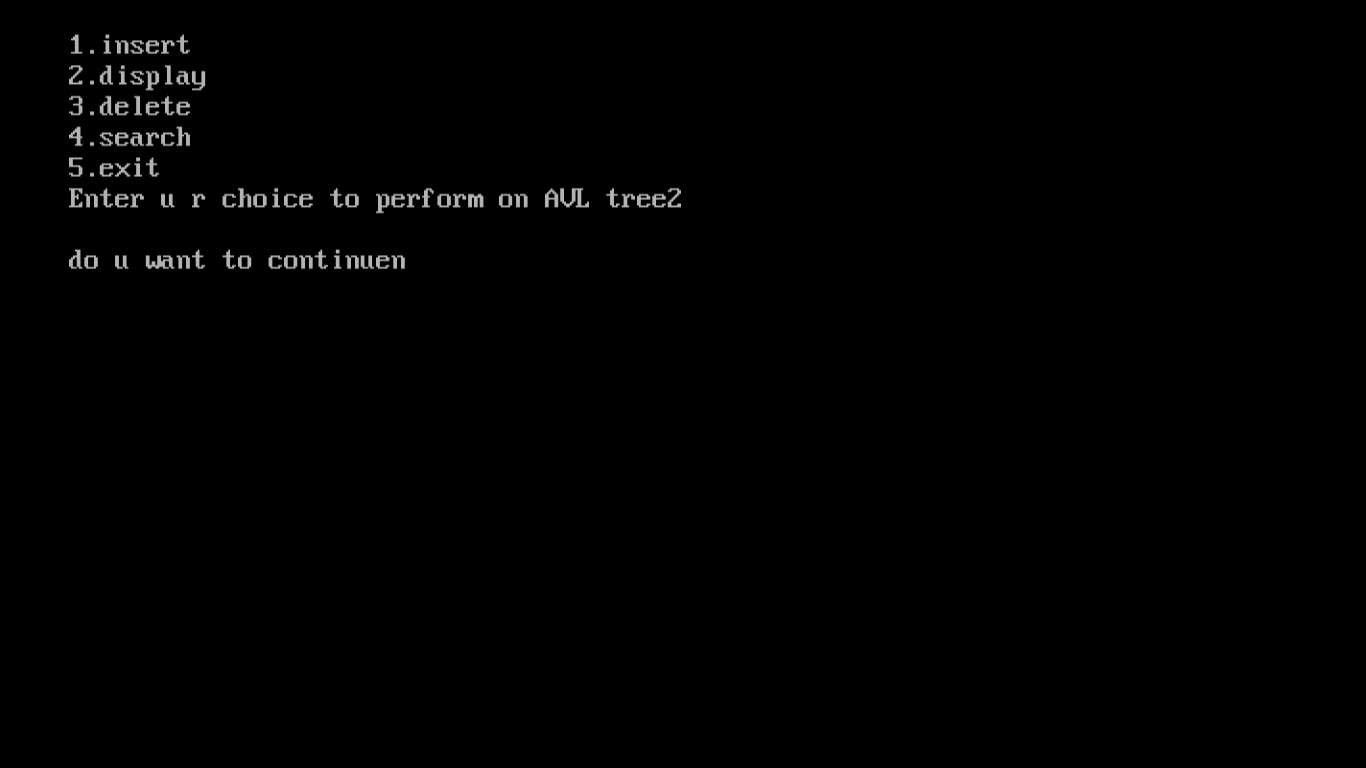 1.insert
2.display
3.delete
4.search
5.exit
Enter u r choice to perform on AVL tree2
do u want to continuen